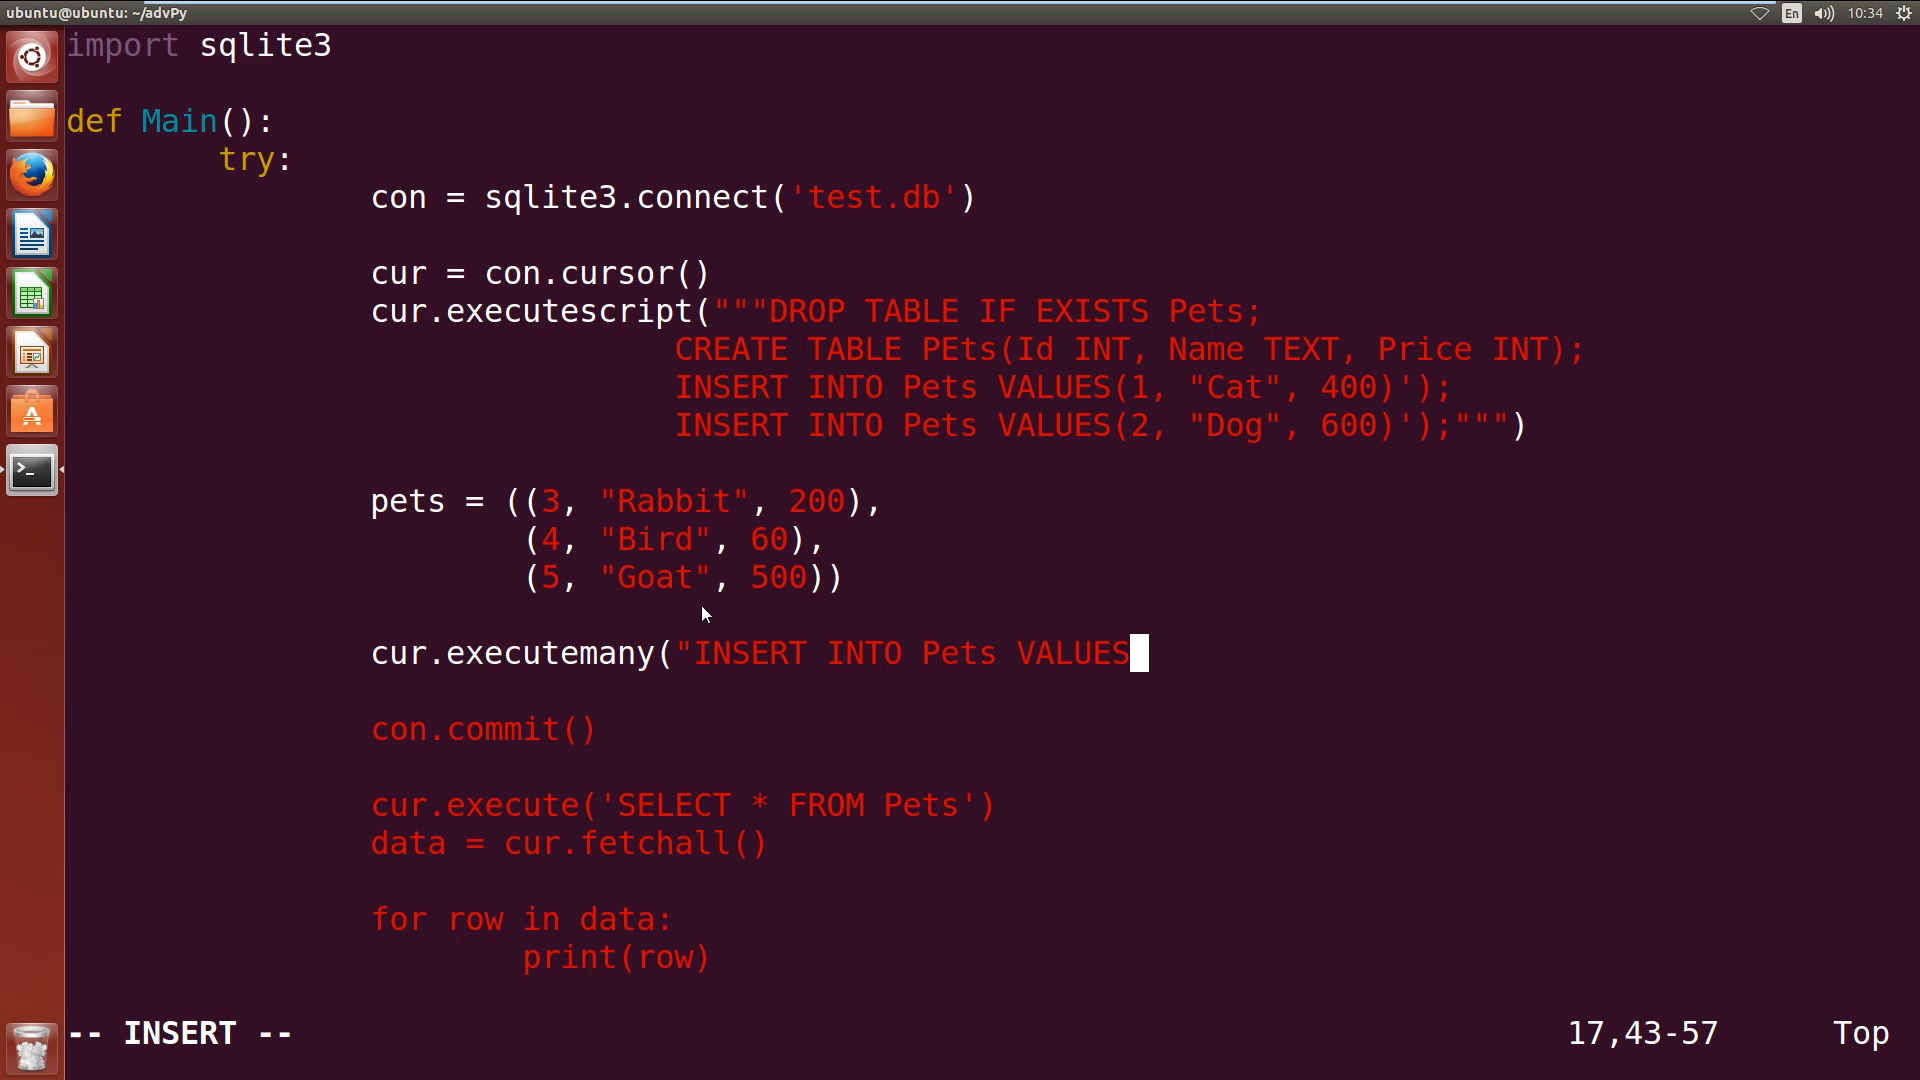 ubuntu@ubuntu: ~/advPy
En 10:34
import sqlite3
def Main():
try:
con = sqlite3.connect('test.db')
cur = con.cursor()
cur.executescript("""DROP TABLE IF EXISTS Pets;
CREATE TABLE PEts(Id INT, Name TEXT, Price INT);
INSERT INTO Pets VALUES(1, "Cat", 400)');
INSERT INTO Pets VALUES(2, "Dog", 600)');""")
pets = ((3, "Rabbit", 200),
(4, "Bird", 60),
(5, "Goat", 500))
cur.executemany("INSERT INTO Pets VALUES
con.commit()
cur.execute('SELECT * FROM Pets')
data = cur.fetchall()
for row in data:
print(row)
-- INSERT --
17,43-57
Top